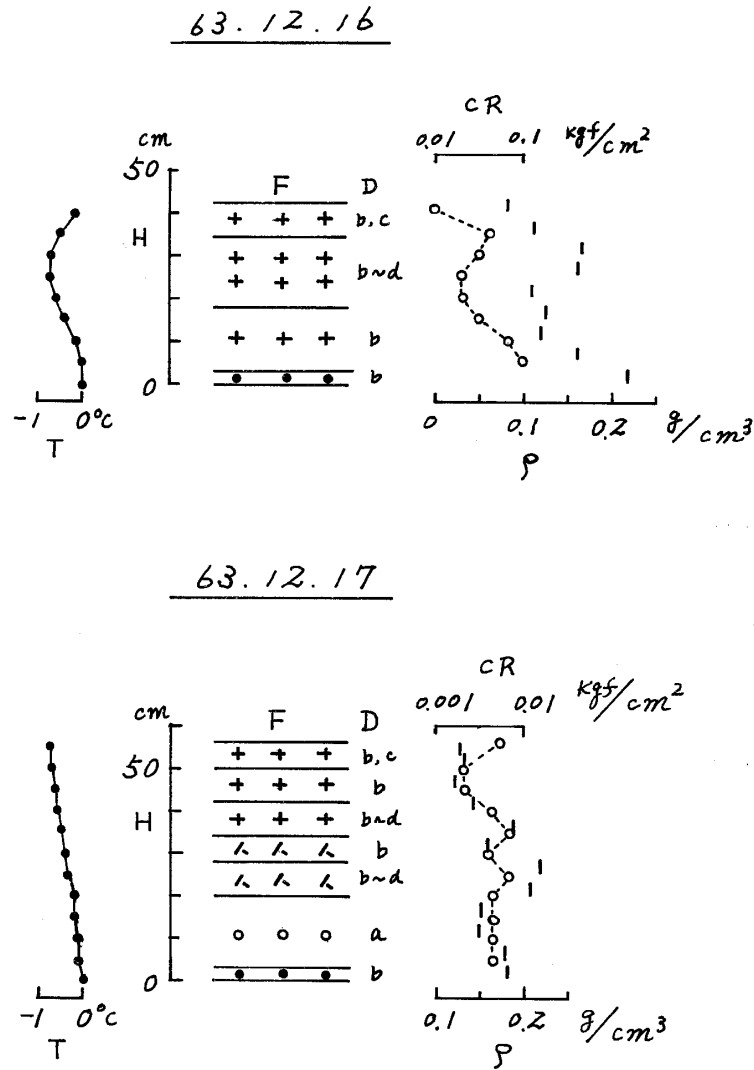 63.12.16
cR
cm 0.01 0.1 kgf/cm²
50 F D
+ + + b, c
H
+ + +
+ + + b~d
+ + + b
0 ● ● ● b
-1 0°C
T
0 0.1 0.2 g/cm³
ρ
63.12.17
cR
cm 0.001 0.01 kgf/cm²
F D
+ + + b, c
50
+ + + b
H + + + b~d
b
b~d
○ ○ ○ a
0 ● ● ● b
-1 0°C
T
0.1 0.2 g/cm³
ρ